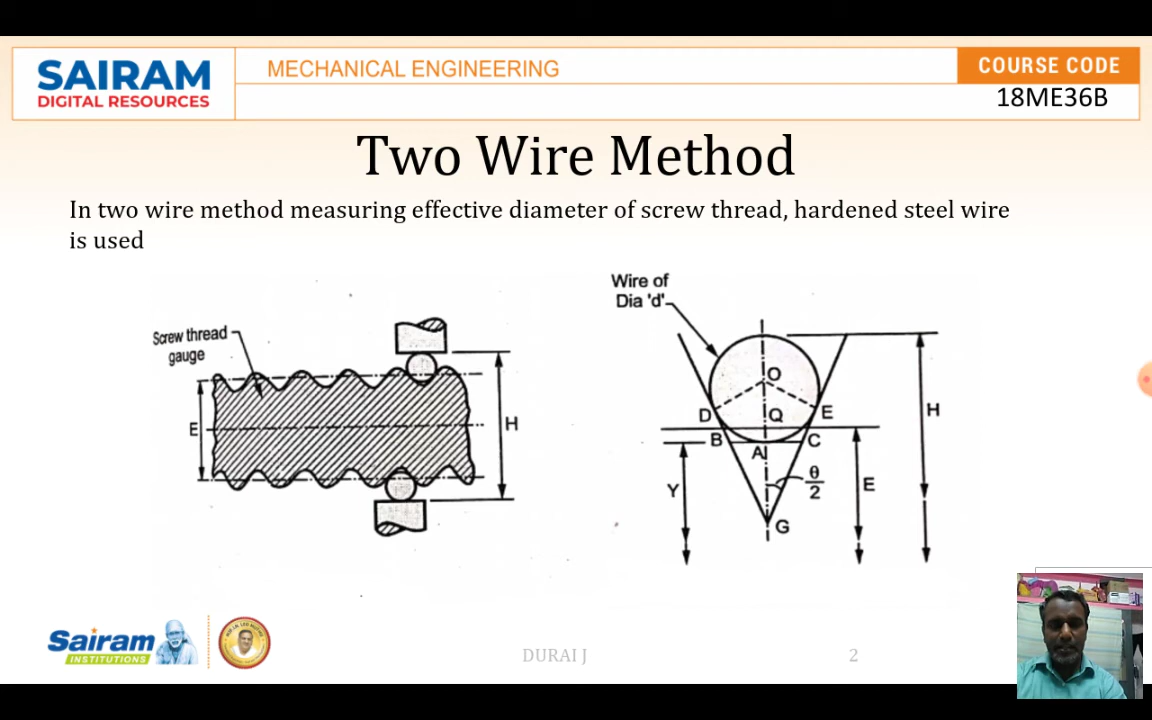 SAIRAM
DIGITAL RESOURCES
MECHANICAL ENGINEERING
COURSE CODE
18ME36B
Two Wire Method
In two wire method measuring effective diameter of screw thread, hardened steel wire
is used
Screw thread
gauge
E
H
Wire of
Dia 'd'
O
D
Q
E
B
A
C
θ
2
G
Y
E
H
Sairam
INSTITUTIONS
DURAI J
2